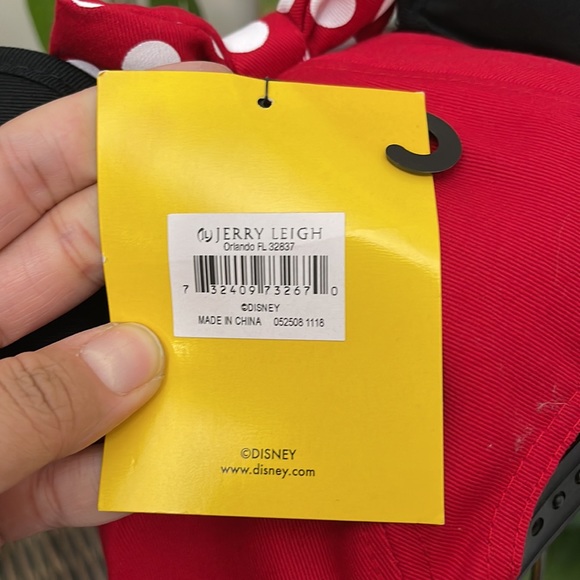 JERRY LEIGH
Orlando FL 32837
7 32409 73267 0
©DISNEY
MADE IN CHINA 052508 1118
©DISNEY
www.disney.com